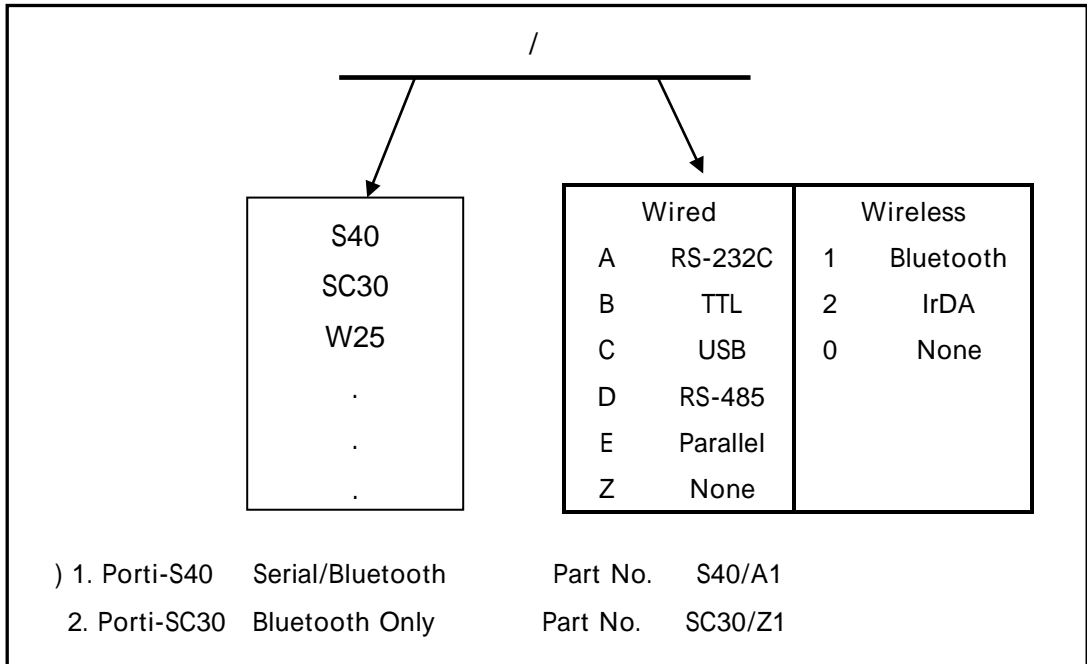 /
S40
SC30
W25
.
.
.
Wired Wireless
A RS-232C 1 Bluetooth
B TTL 2 IrDA
C USB 0 None
D RS-485
E Parallel
Z None
) 1. Porti-S40 Serial/Bluetooth Part No. S40/A1
2. Porti-SC30 Bluetooth Only Part No. SC30/Z1